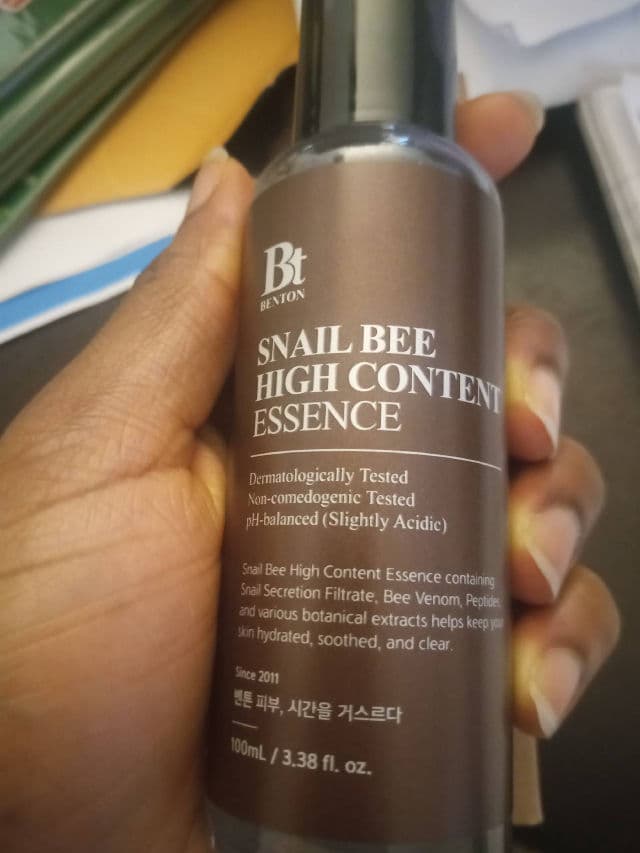 Bt
BENTON
SNAIL BEE
HIGH CONTENT
ESSENCE
Dermatologically Tested
Non-comedogenic Tested
pH-balanced (Slightly Acidic)
Snail Bee High Content Essence containing
Snail Secretion Filtrate, Bee Venom, Peptides
and various botanical extracts helps keep your
skin hydrated, soothed, and clear.
Since 2011
벤톤 피부, 시간을 거스르다
100mL / 3.38 fl. oz.